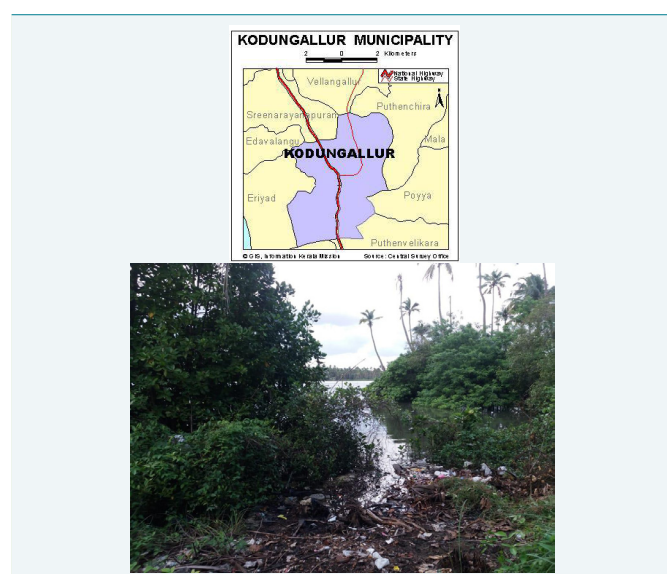 KODUNGALLUR MUNICIPALITY
2 0 2 Kilometers
National Highway
State Highway
N
Vellangallur
Puthenchira
Sreenarayanapuram
Edavalangu
Mala
KODUNGALLUR
Eriyad
Poyya
Puthenvelikara
© GIS, Information Kerala Mission Source: Central Survey Office